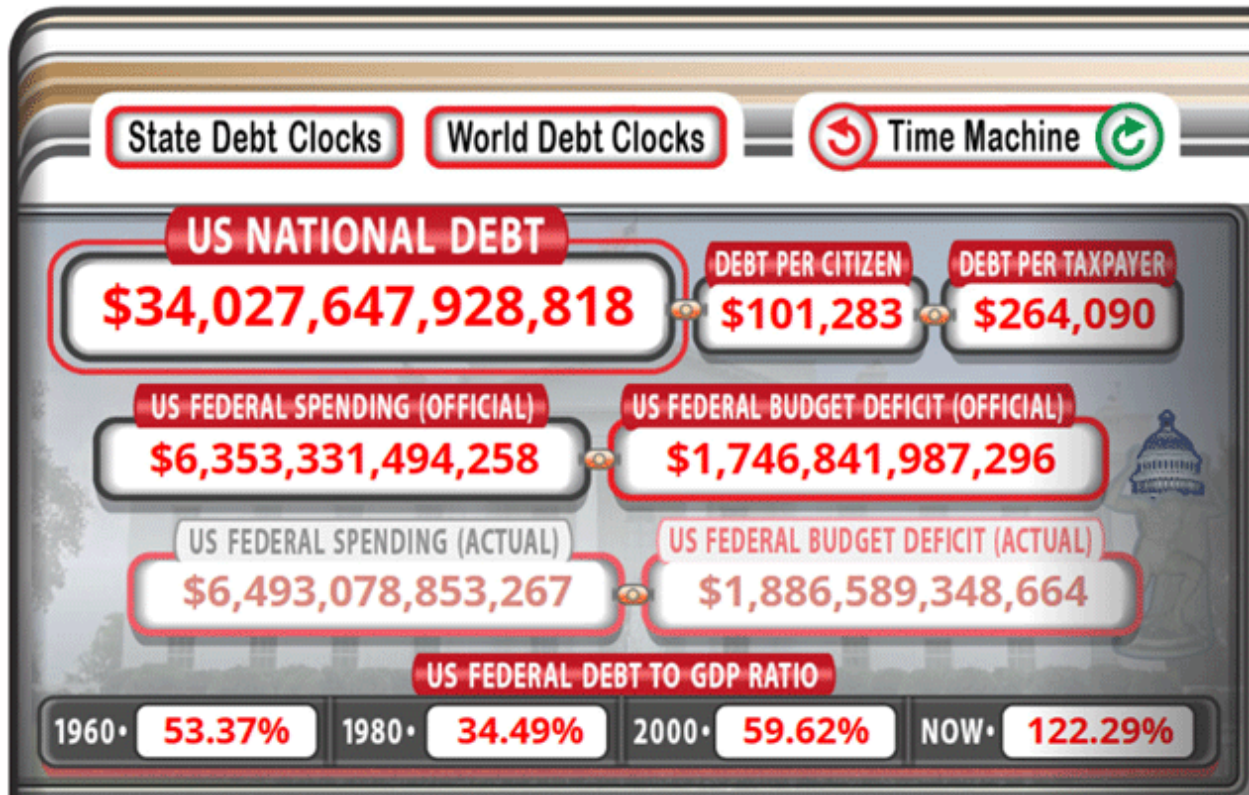 State Debt Clocks World Debt Clocks Time Machine
US NATIONAL DEBT
DEBT PER CITIZEN DEBT PER TAXPAYER
$34,027,647,928,818 $101,283 $264,090
US FEDERAL SPENDING (OFFICIAL) US FEDERAL BUDGET DEFICIT (OFFICIAL)
$6,353,331,494,258 $1,746,841,987,296
US FEDERAL SPENDING (ACTUAL) US FEDERAL BUDGET DEFICIT (ACTUAL)
$6,493,078,853,267 $1,886,589,348,664
US FEDERAL DEBT TO GDP RATIO
1960• 53.37% 1980• 34.49% 2000• 59.62% NOW• 122.29%